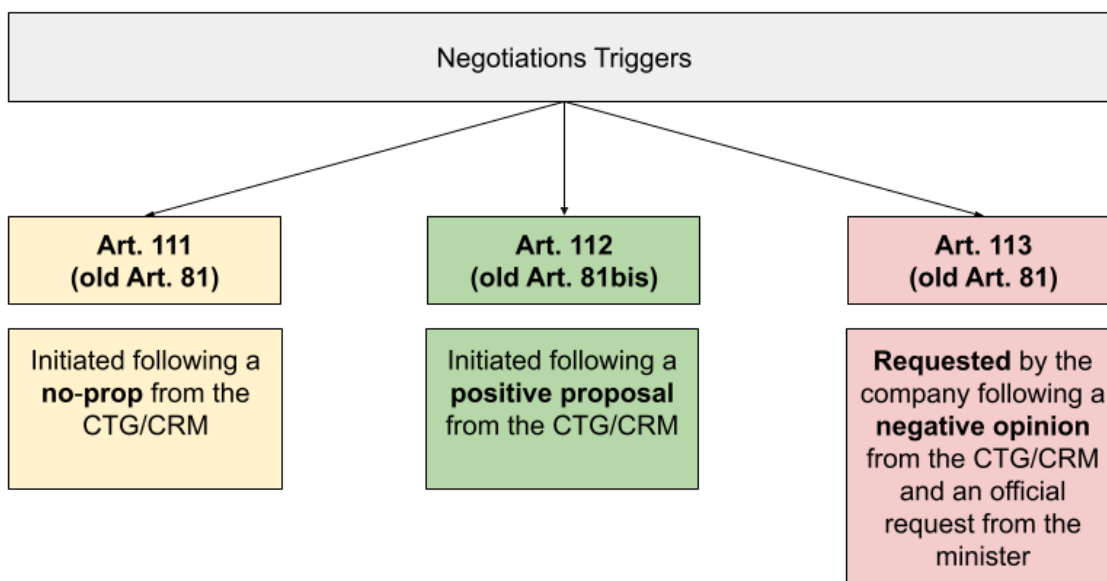 Negotiations Triggers
Art. 111
(old Art. 81)
Initiated following a
no-prop from the
CTG/CRM
Art. 112
(old Art. 81bis)
Initiated following a
positive proposal
from the CTG/CRM
Art. 113
(old Art. 81)
Requested by the
company following a
negative opinion
from the CTG/CRM
and an official
request from the
minister